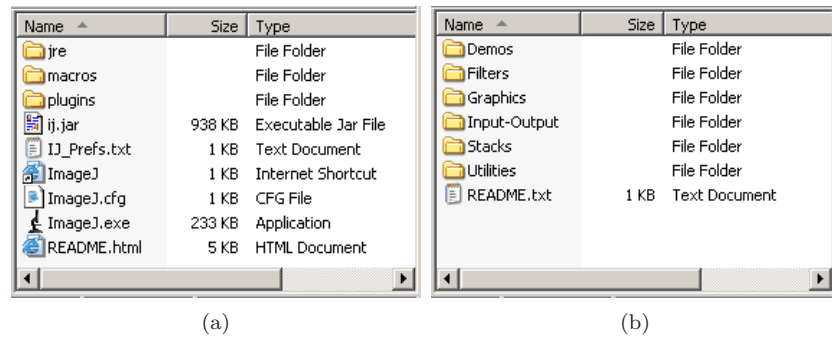 Name Size Type
jre File Folder
macros File Folder
plugins File Folder
ij.jar 938 KB Executable Jar File
IJ_Prefs.txt 1 KB Text Document
ImageJ 1 KB Internet Shortcut
ImageJ.cfg 1 KB CFG File
ImageJ.exe 233 KB Application
README.html 5 KB HTML Document
(a)
Name Size Type
Demos File Folder
Filters File Folder
Graphics File Folder
Input-Output File Folder
Stacks File Folder
Utilities File Folder
README.txt 1 KB Text Document
(b)